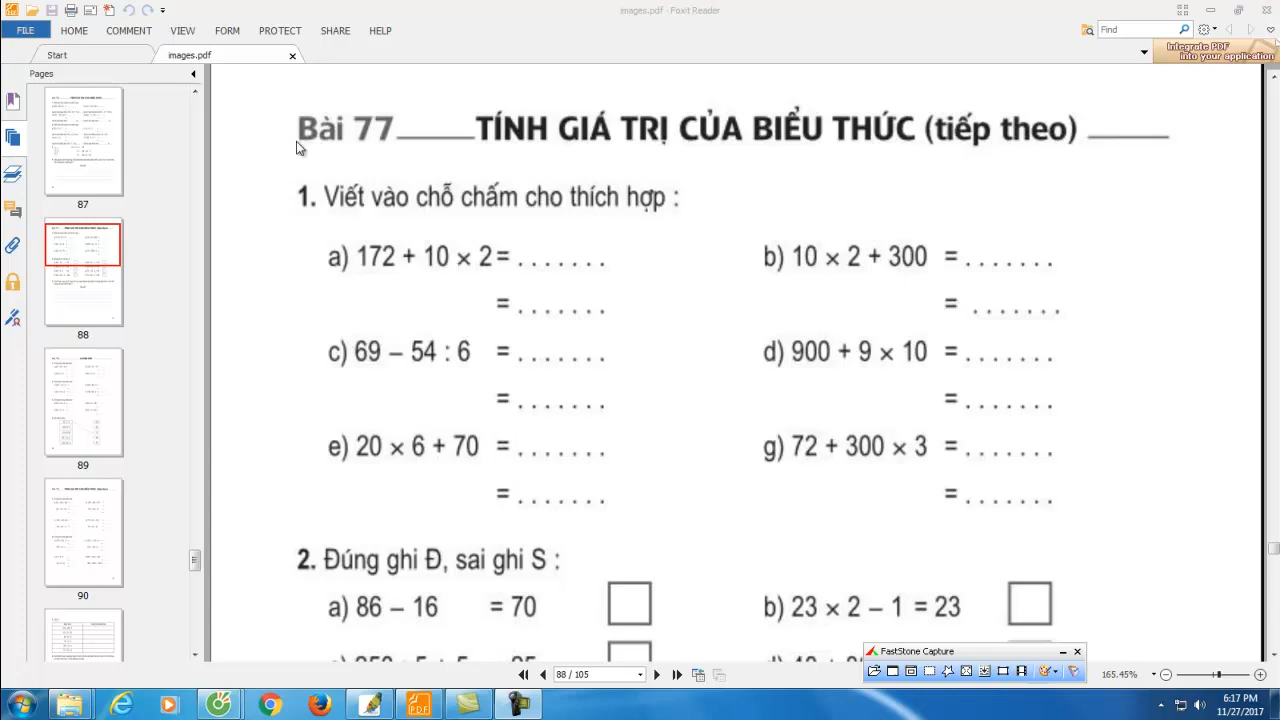 images.pdf - Foxit Reader
FILE HOME COMMENT VIEW FORM PROTECT SHARE HELP
Find
Start
images.pdf
Integrate PDF
into your application
Pages
87
88
89
90
Bài 77 TÍNH GIÁ TRỊ CỦA BIỂU THỨC (tiếp theo)
1. Viết vào chỗ chấm cho thích hợp :
a) 172 + 10 × 2 = . . . . . . . b) 10 × 2 + 300 = . . . . . . .
= . . . . . . . = . . . . . . .
c) 69 – 54 : 6 = . . . . . . . d) 900 + 9 × 10 = . . . . . . .
= . . . . . . . = . . . . . . .
e) 20 × 6 + 70 = . . . . . . . g) 72 + 300 × 3 = . . . . . . .
= . . . . . . . = . . . . . . .
2. Đúng ghi Đ, sai ghi S :
a) 86 – 16 = 70 b) 23 × 2 – 1 = 23
FastStone Capture
88 / 105
165.45%
6:17 PM
11/27/2017